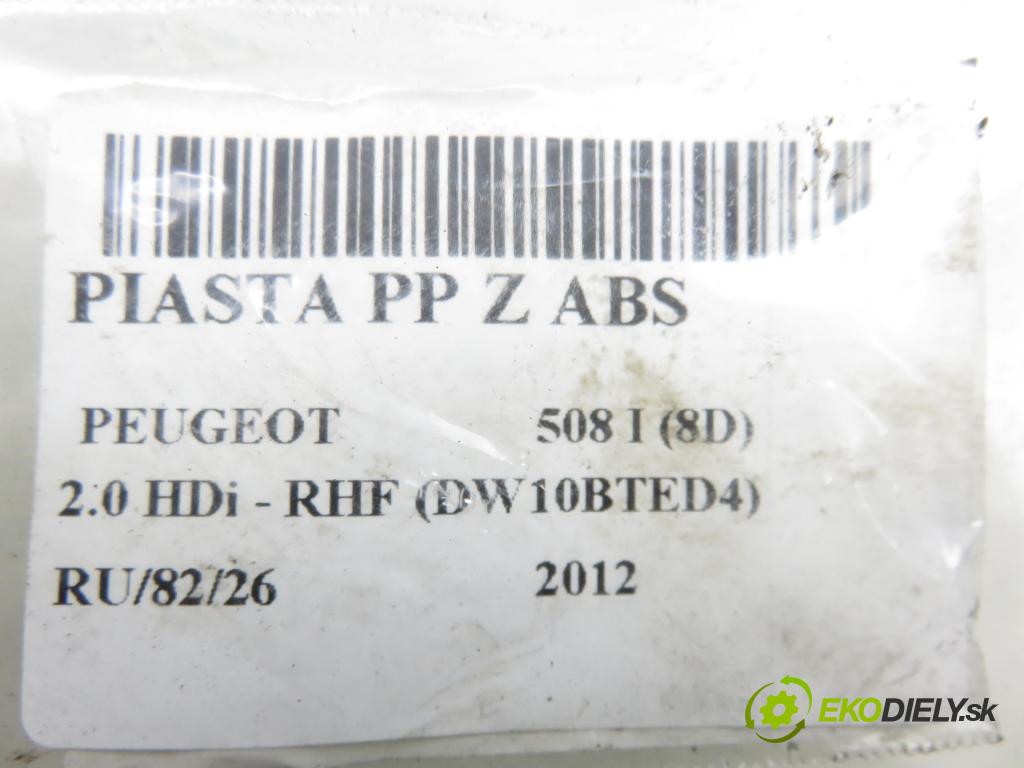 PIASTA PP Z ABS
PEUGEOT 508 I (8D)
2.0 HDi - RHF (DW10BTED4)
RU/82/26 2012
EKODIELY.sk